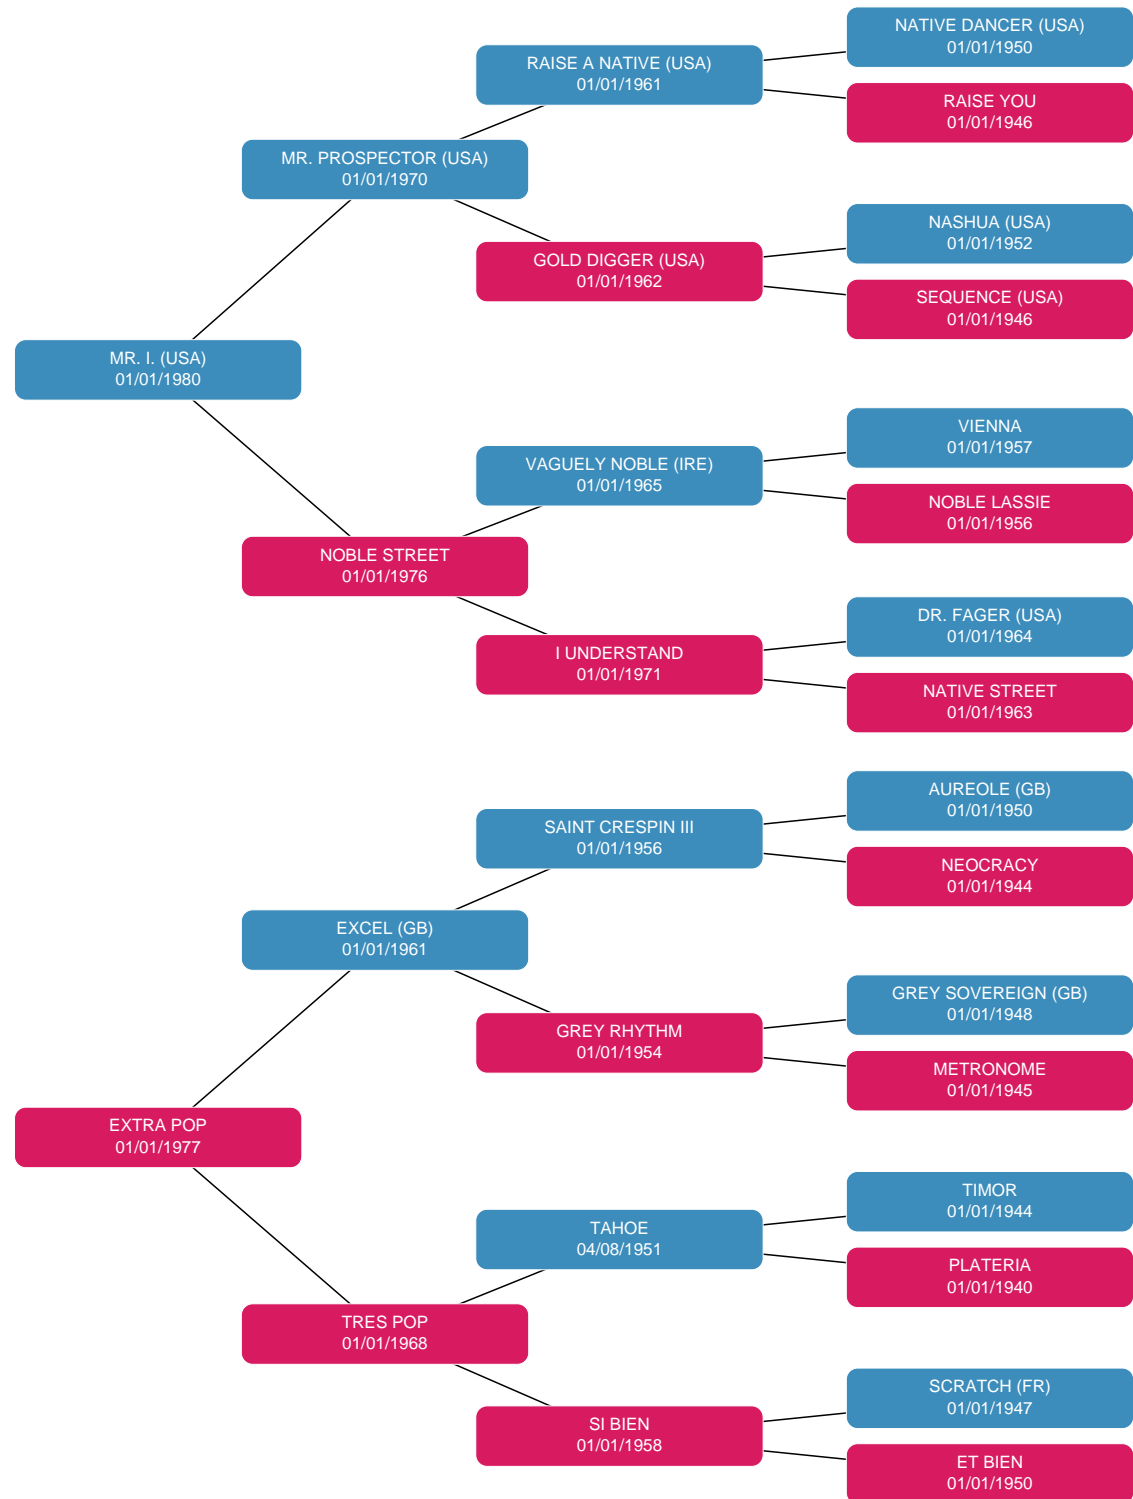 NATIVE DANCER (USA)
01/01/1950
RAISE A NATIVE (USA)
01/01/1961
RAISE YOU
01/01/1946
MR. PROSPECTOR (USA)
01/01/1970
NASHUA (USA)
01/01/1952
GOLD DIGGER (USA)
01/01/1962
SEQUENCE (USA)
01/01/1946
MR. I. (USA)
01/01/1980
VIENNA
01/01/1957
VAGUELY NOBLE (IRE)
01/01/1965
NOBLE LASSIE
01/01/1956
NOBLE STREET
01/01/1976
DR. FAGER (USA)
01/01/1964
I UNDERSTAND
01/01/1971
NATIVE STREET
01/01/1963
AUREOLE (GB)
01/01/1950
SAINT CRESPIN III
01/01/1956
NEOCRACY
01/01/1944
EXCEL (GB)
01/01/1961
GREY SOVEREIGN (GB)
01/01/1948
GREY RHYTHM
01/01/1954
METRONOME
01/01/1945
EXTRA POP
01/01/1977
TIMOR
01/01/1944
TAHOE
04/08/1951
PLATERIA
01/01/1940
TRES POP
01/01/1968
SCRATCH (FR)
01/01/1947
SI BIEN
01/01/1958
ET BIEN
01/01/1950